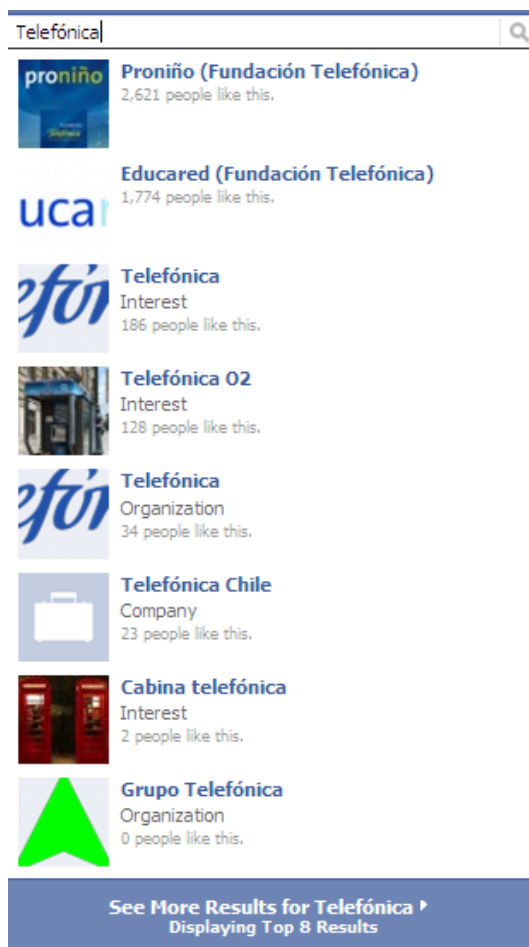 Telefónica
proniño
Telefónica
Proniño (Fundación Telefónica)
2,621 people like this.
ucar
Educared (Fundación Telefónica)
1,774 people like this.
efón
Telefónica
Interest
186 people like this.
Telefónica O2
Interest
128 people like this.
efón
Telefónica
Organization
34 people like this.
Telefónica Chile
Company
23 people like this.
Cabina telefónica
Interest
2 people like this.
Grupo Telefónica
Organization
0 people like this.
See More Results for Telefónica
Displaying Top 8 Results